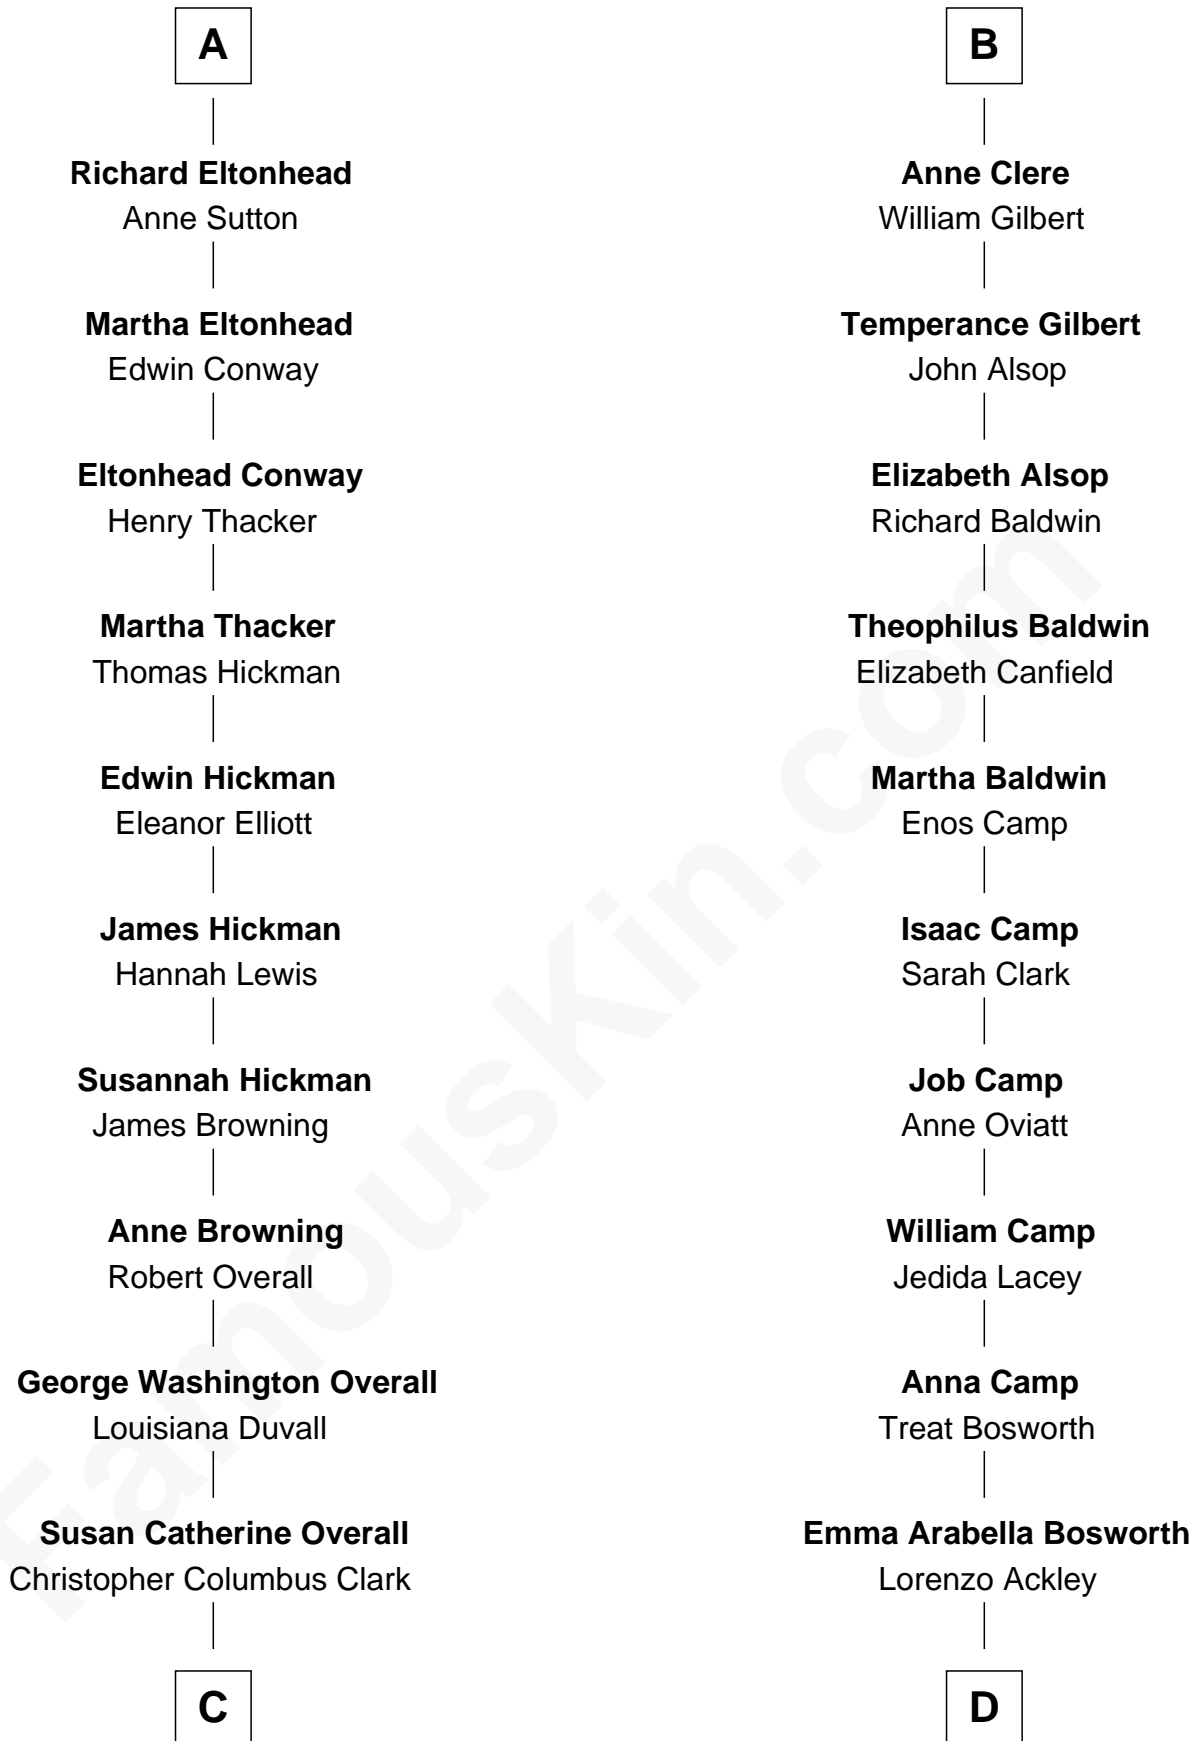 A
Richard Eltonhead
Anne Sutton
Martha Eltonhead
Edwin Conway
Eltonhead Conway
Henry Thacker
Martha Thacker
Thomas Hickman
Edwin Hickman
Eleanor Elliott
James Hickman
Hannah Lewis
Susannah Hickman
James Browning
Anne Browning
Robert Overall
George Washington Overall
Louisiana Duvall
Susan Catherine Overall
Christopher Columbus Clark
C
B
Anne Clere
William Gilbert
Temperance Gilbert
John Alsop
Elizabeth Alsop
Richard Baldwin
Theophilus Baldwin
Elizabeth Canfield
Martha Baldwin
Enos Camp
Isaac Camp
Sarah Clark
Job Camp
Anne Oviatt
William Camp
Jedida Lacey
Anna Camp
Treat Bosworth
Emma Arabella Bosworth
Lorenzo Ackley
D
FamousKin.com